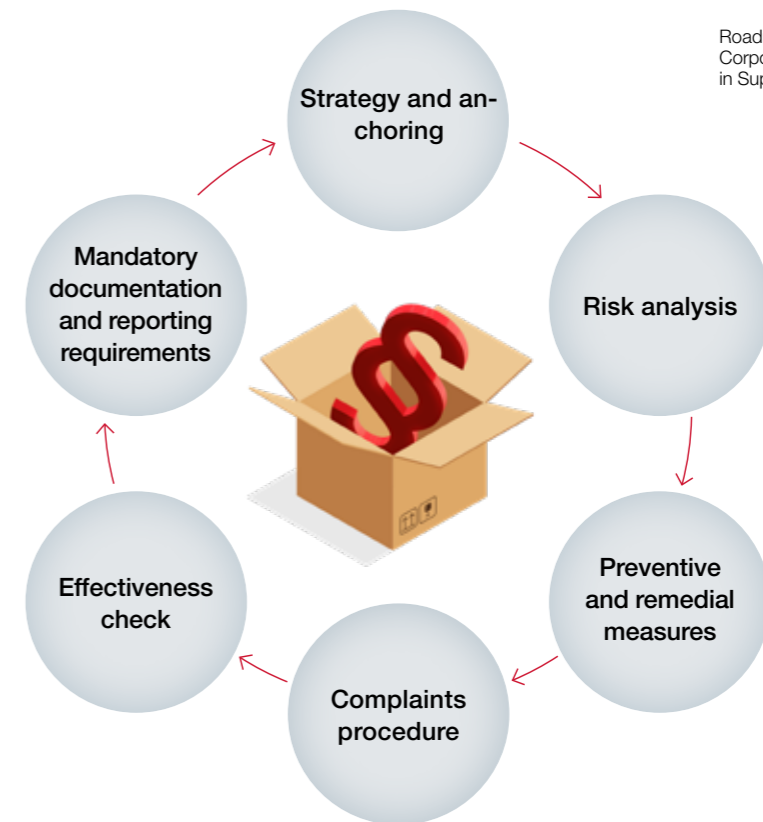 Road
Corpo
in Sup
Strategy and an-
choring
Risk analysis
Preventive
and remedial
measures
Complaints
procedure
Effectiveness
check
Mandatory
documentation
and reporting
requirements
§